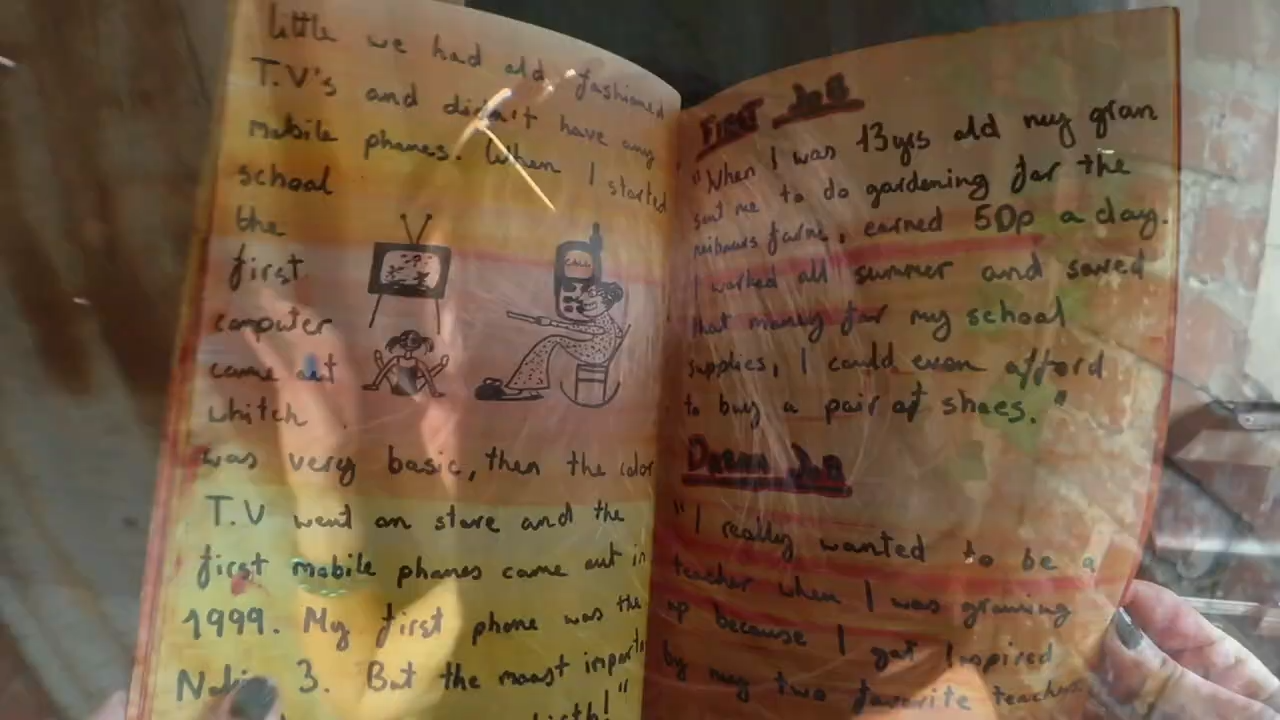 little we had old fashioned
T.V's and didn't have any
mobile phones. When I started
school
the
first
computer
came out
whitch
was very basic, then the color
T.V went on store and the
first mobile phones came out in
1999. My first phone was the
3. But the moast
CALL
FIRST JOB
"When I was 13yrs old my gran
sent me to do gardening for the
neibours farm, earned 50p a day.
I worked all summer and saved
that money for my school
supplies, I could even afford
to buy a pair of shoes."
DREAM JOB
"I really wanted to be a
teacher when I was growing
up because I got Inspired
by my two favorite teachers